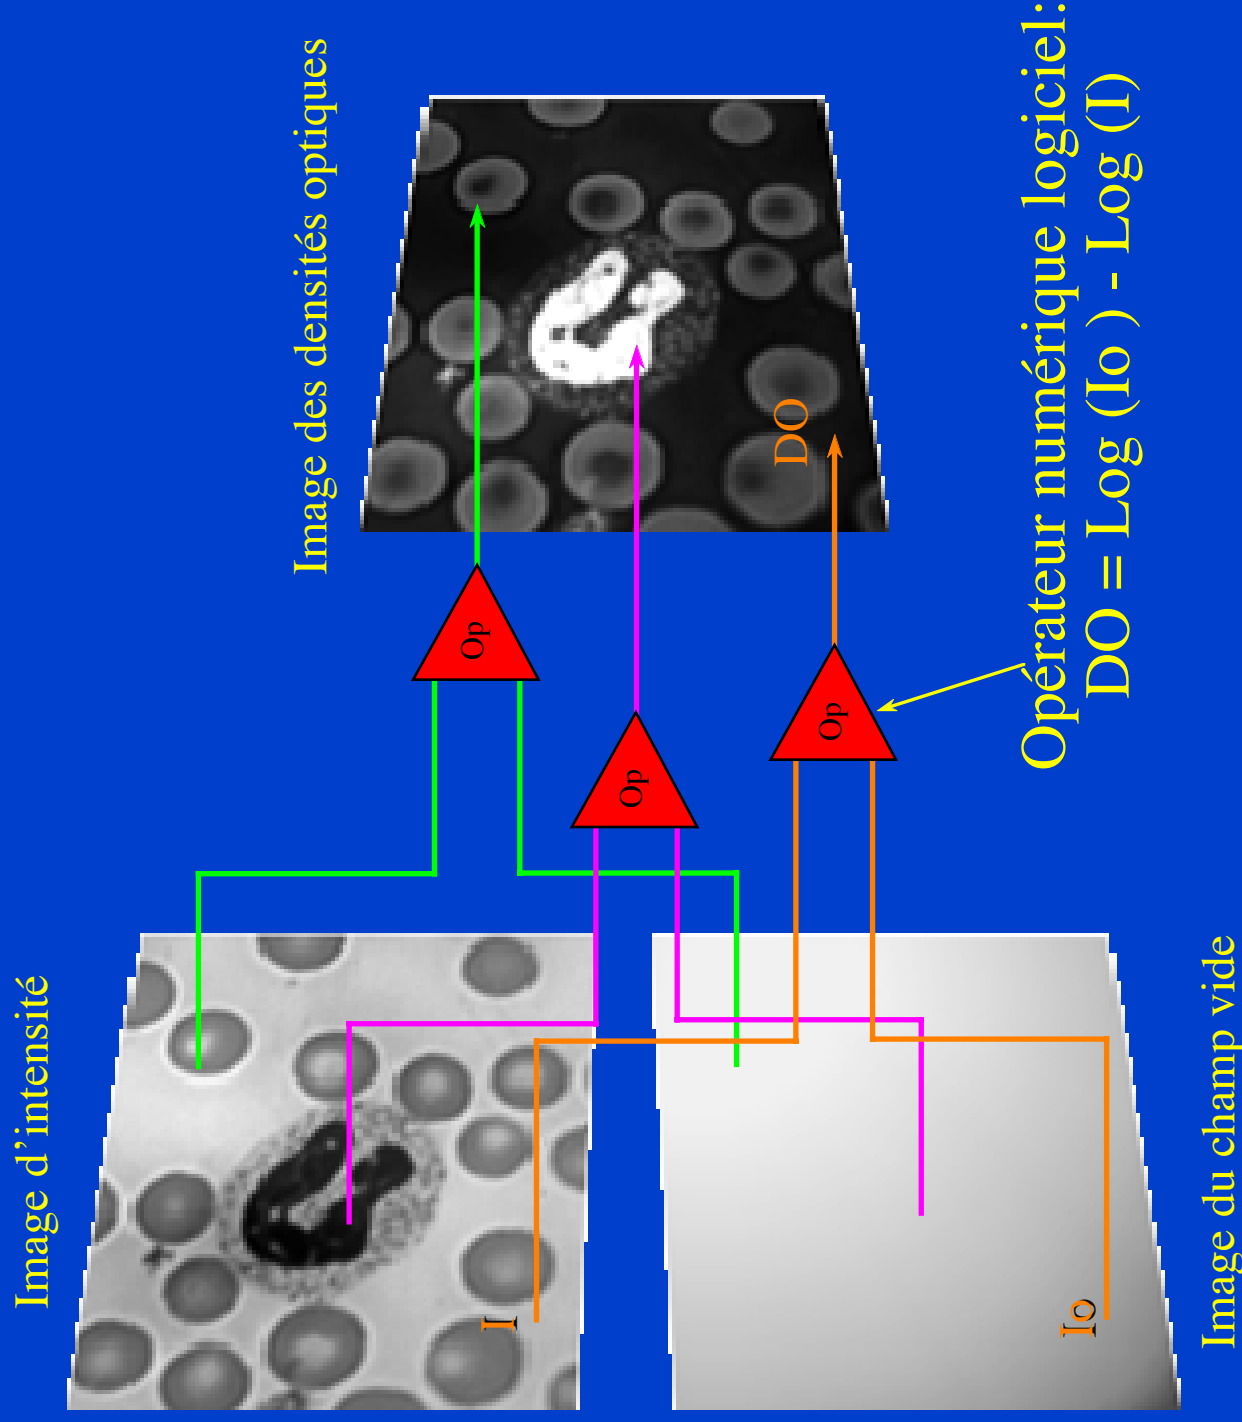 Image d'intensité
Image des densités optiques
I
Op
Op
DO
Op
Io
Opérateur numérique logiciel:
DO = Log (Io ) - Log (I)
Image du champ vide